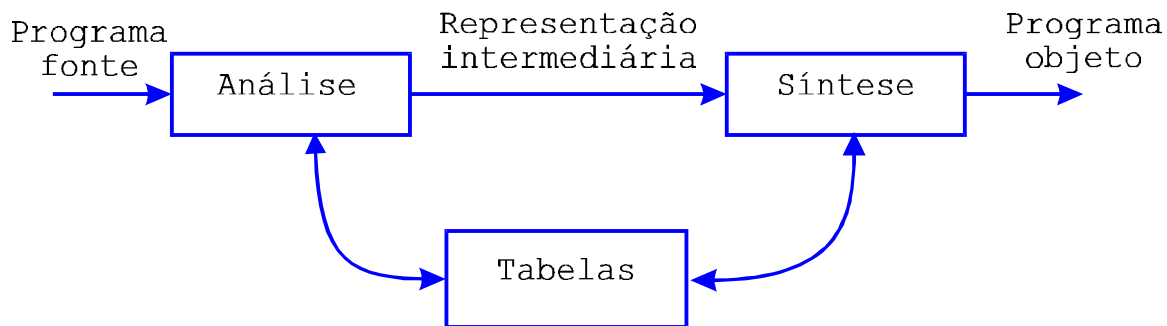 Programa
fonte
Análise
Representação
intermediária
Síntese
Programa
objeto
Tabelas